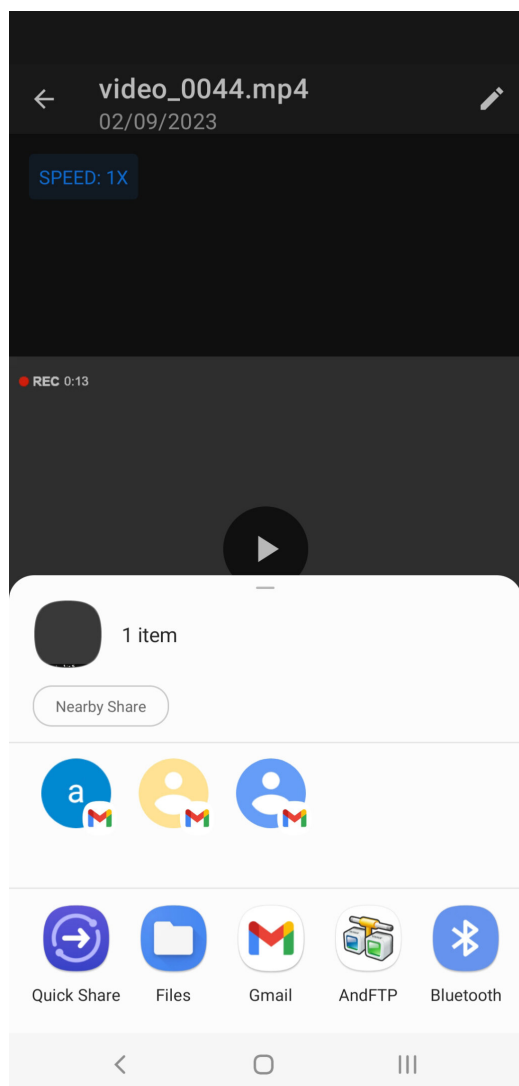 video_0044.mp4
02/09/2023
SPEED: 1X
REC 0:13
1 item
Nearby Share
a
Quick Share Files Gmail AndFTP Bluetooth